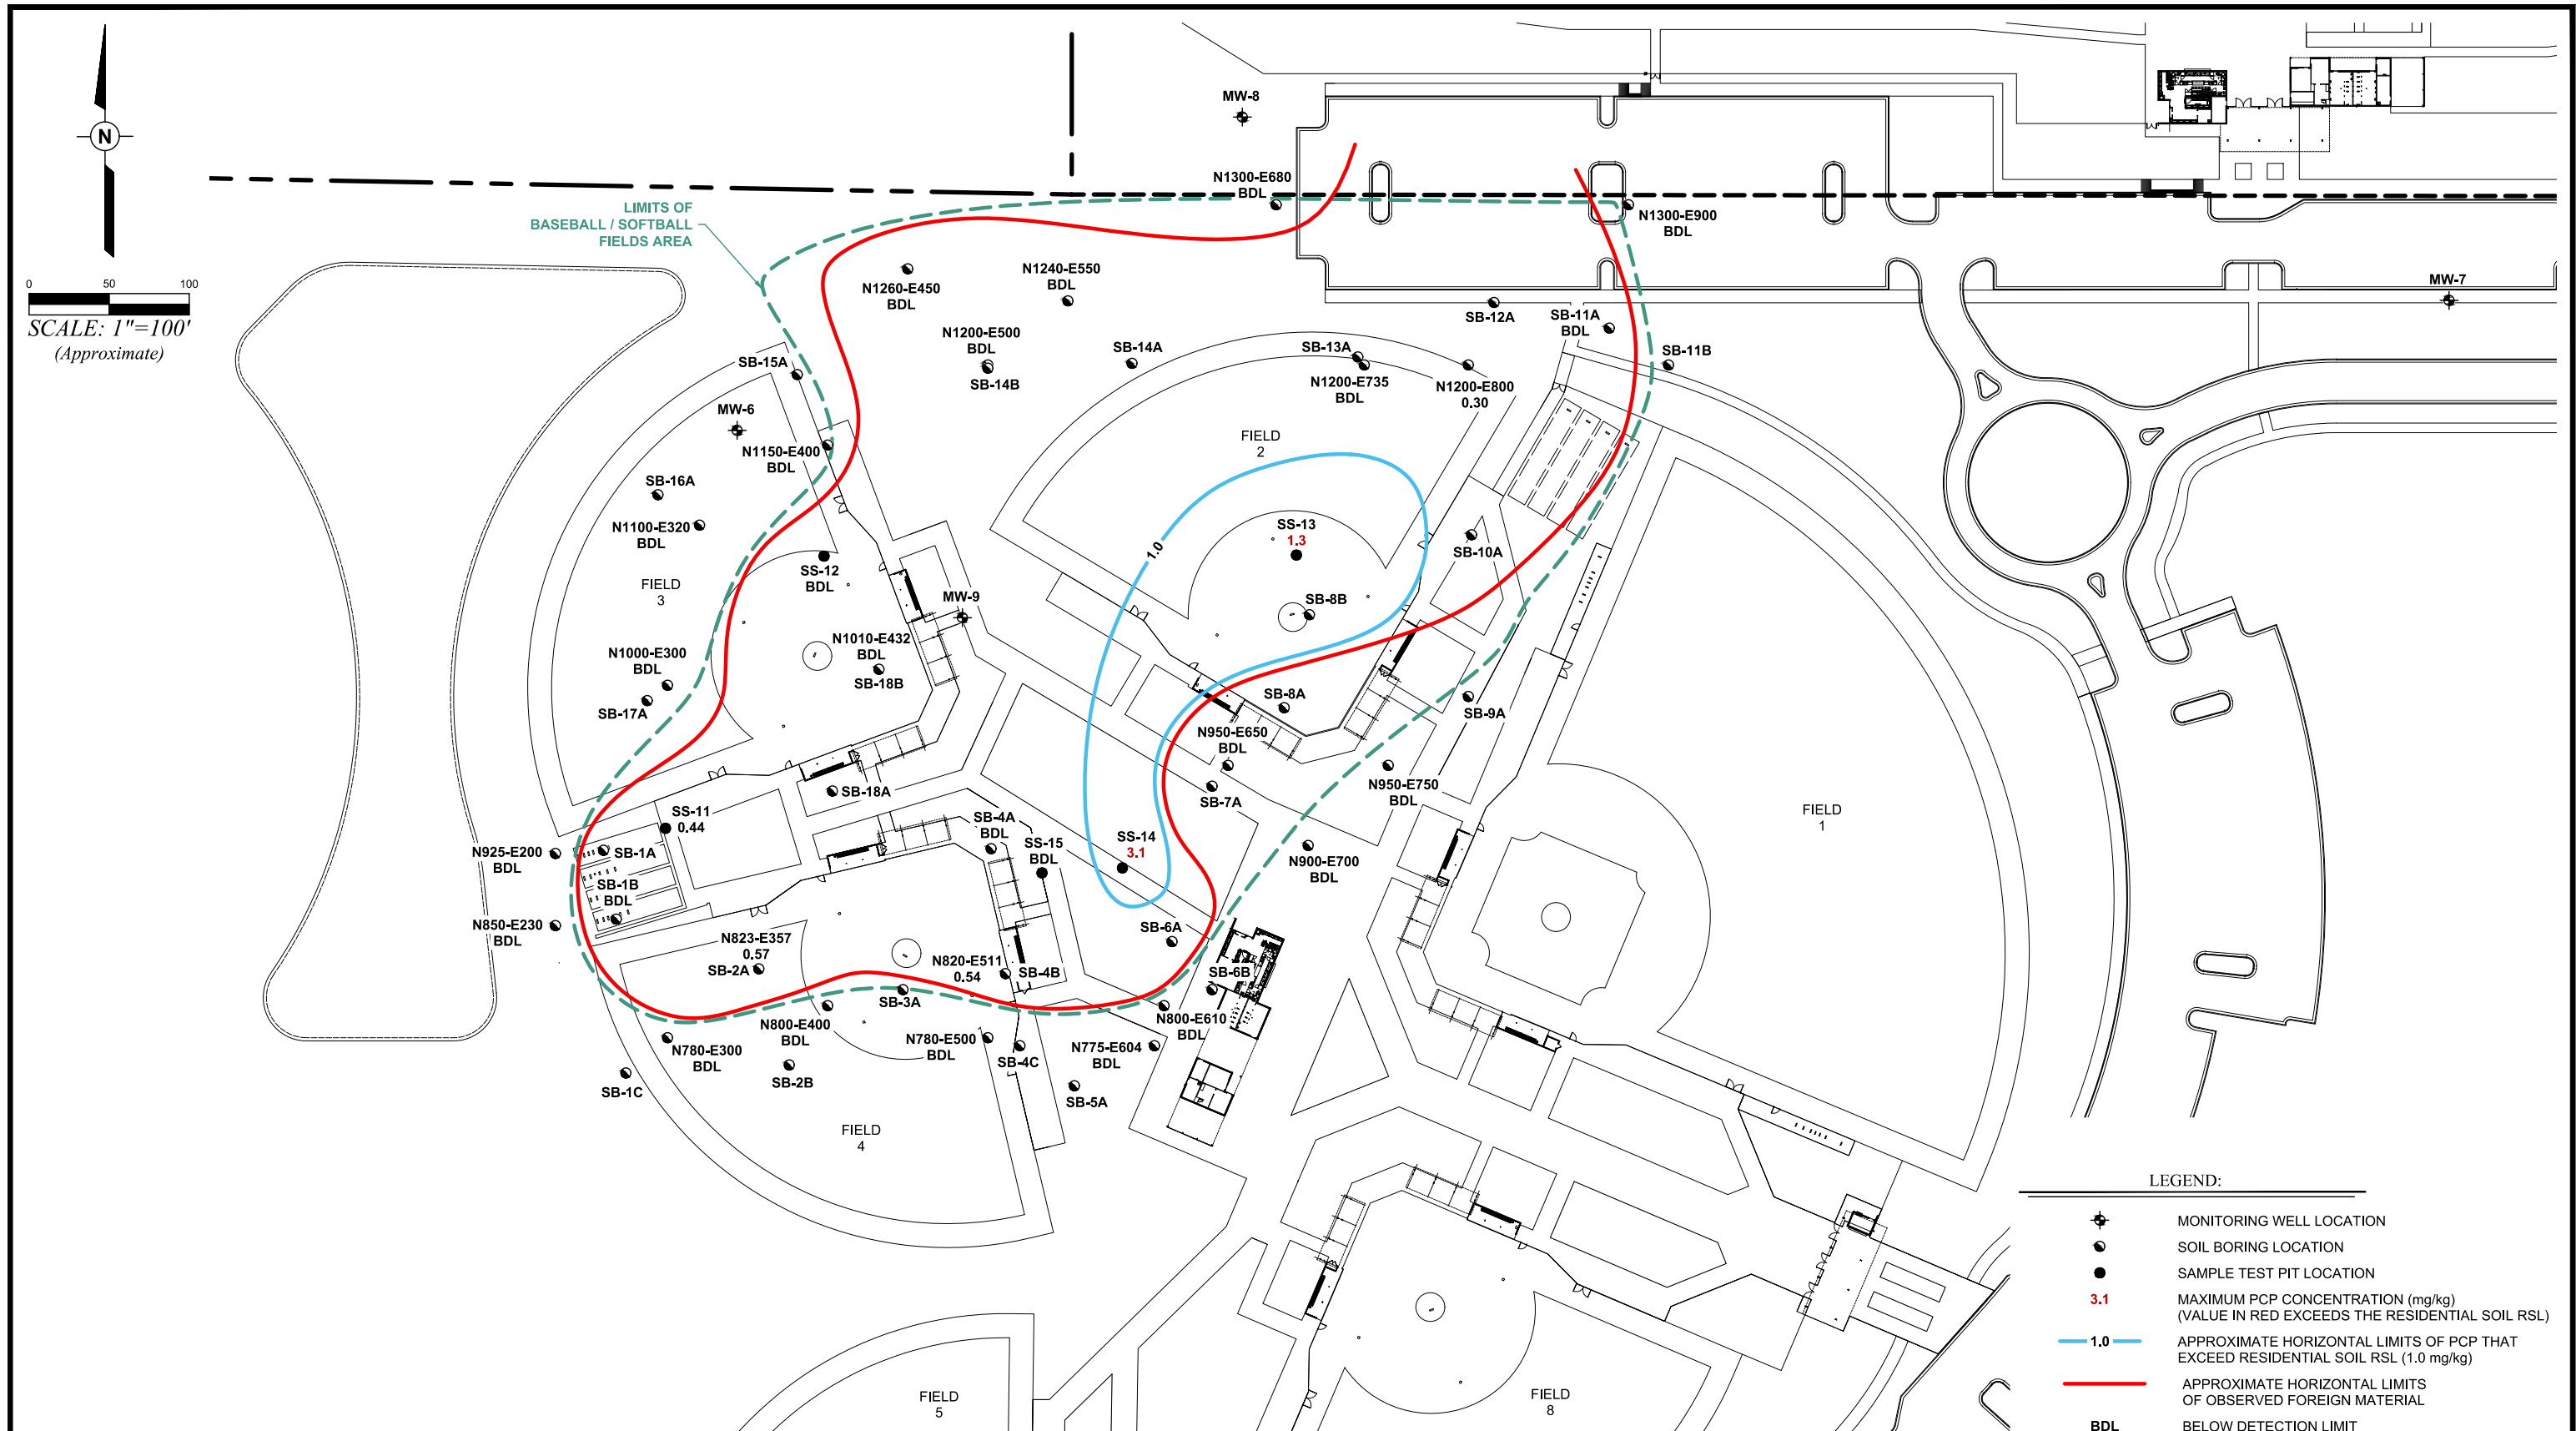 N
0 50 100
SCALE: 1"=100'
(Approximate)
LIMITS OF
BASEBALL / SOFTBALL
FIELDS AREA
MW-8
N1300-E680
BDL
N1300-E900
BDL
MW-7
N1260-E450
BDL
N1240-E550
BDL
N1200-E500
BDL
SB-14B
SB-14A
SB-13A
N1200-E735
BDL
SB-12A
SB-11A
BDL
SB-11B
N1200-E800
0.30
SB-15A
MW-6
N1150-E400
BDL
SB-16A
N1100-E320
BDL
FIELD
2
FIELD
3
SS-12
BDL
MW-9
1.0
SS-13
1.3
SB-10A
SB-8B
N1000-E300
BDL
SB-17A
N1010-E432
BDL
SB-18B
SB-8A
SB-9A
N950-E650
BDL
SB-7A
N950-E750
BDL
SB-18A
SS-11
0.44
SB-4A
BDL
SS-15
BDL
SS-14
3.1
N900-E700
BDL
FIELD
1
N925-E200
BDL
SB-1A
SB-1B
BDL
N850-E230
BDL
N823-E357
0.57
SB-2A
N820-E511
0.54
SB-4B
SB-6A
SB-6B
SB-3A
N800-E400
BDL
N800-E610
BDL
N780-E300
BDL
N780-E500
BDL
SB-4C
N775-E604
BDL
SB-1C
SB-2B
SB-5A
FIELD
4
FIELD
5
FIELD
8
LEGEND:
MONITORING WELL LOCATION
SOIL BORING LOCATION
SAMPLE TEST PIT LOCATION
3.1 MAXIMUM PCP CONCENTRATION (mg/kg)
(VALUE IN RED EXCEEDS THE RESIDENTIAL SOIL RSL)
1.0 APPROXIMATE HORIZONTAL LIMITS OF PCP THAT
EXCEED RESIDENTIAL SOIL RSL (1.0 mg/kg)
APPROXIMATE HORIZONTAL LIMITS
OF OBSERVED FOREIGN MATERIAL
BDL BELOW DETECTION LIMIT